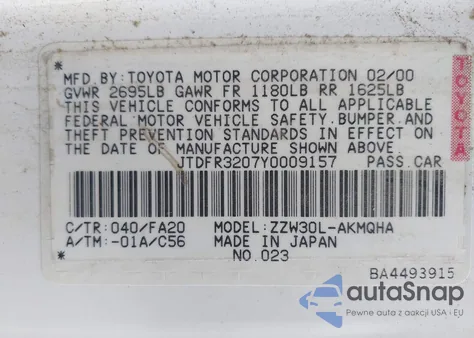 MFD. BY: TOYOTA MOTOR CORPORATION 02/00
GVWR 2695LB GAWR FR 1180LB RR 1625LB
THIS VEHICLE CONFORMS TO ALL APPLICABLE
FEDERAL MOTOR VEHICLE SAFETY, BUMPER, AND
THEFT PREVENTION STANDARDS IN EFFECT ON
THE DATE OF MANUFACTURE SHOWN ABOVE.
JTDFR3207Y0009157 PASS.CAR
TOYOTA
C/TR: 040/FA20 MODEL: ZZW30L-AKMQHA
A/TM: -01A/C56 MADE IN JAPAN
NO.023
BA4493915
autoSnap
Pewne auta z aukcji USA i EU